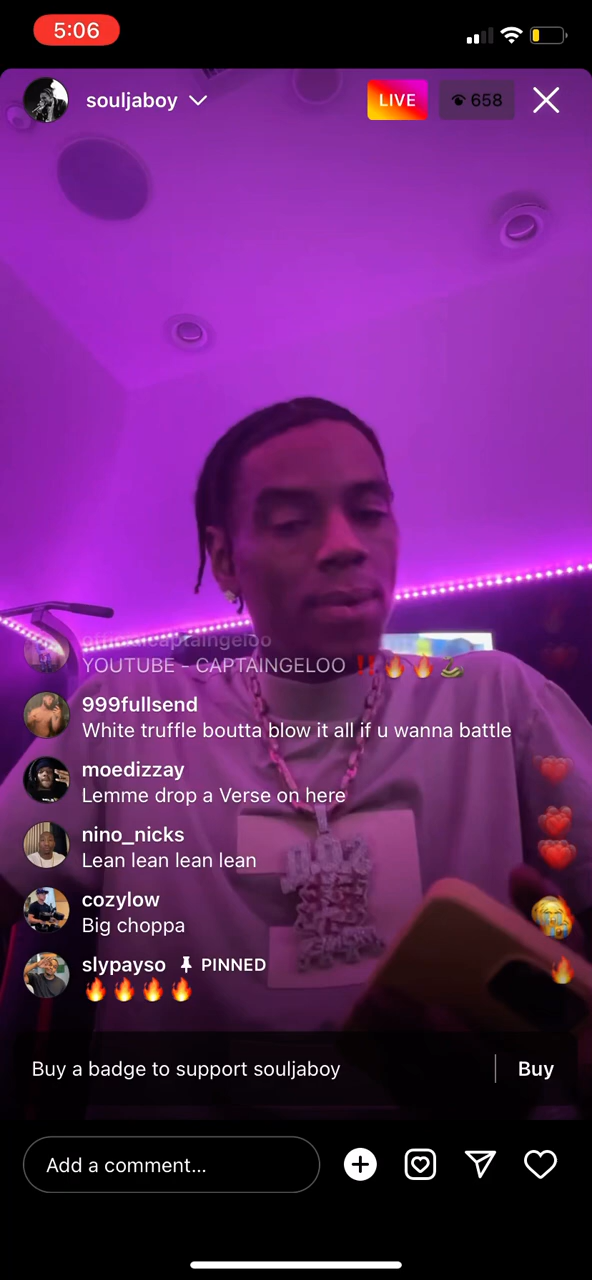 5:06
souljaboy
LIVE
658
officialcaptaingeloo
YOUTUBE - CAPTAINGELOO ‼️🔥🔥🐍
999fullsend
White truffle boutta blow it all if u wanna battle
moedizzay
Lemme drop a Verse on here
nino_nicks
Lean lean lean lean
cozylow
Big choppa
slypayso PINNED
🔥🔥🔥🔥
Buy a badge to support souljaboy
Buy
Add a comment...